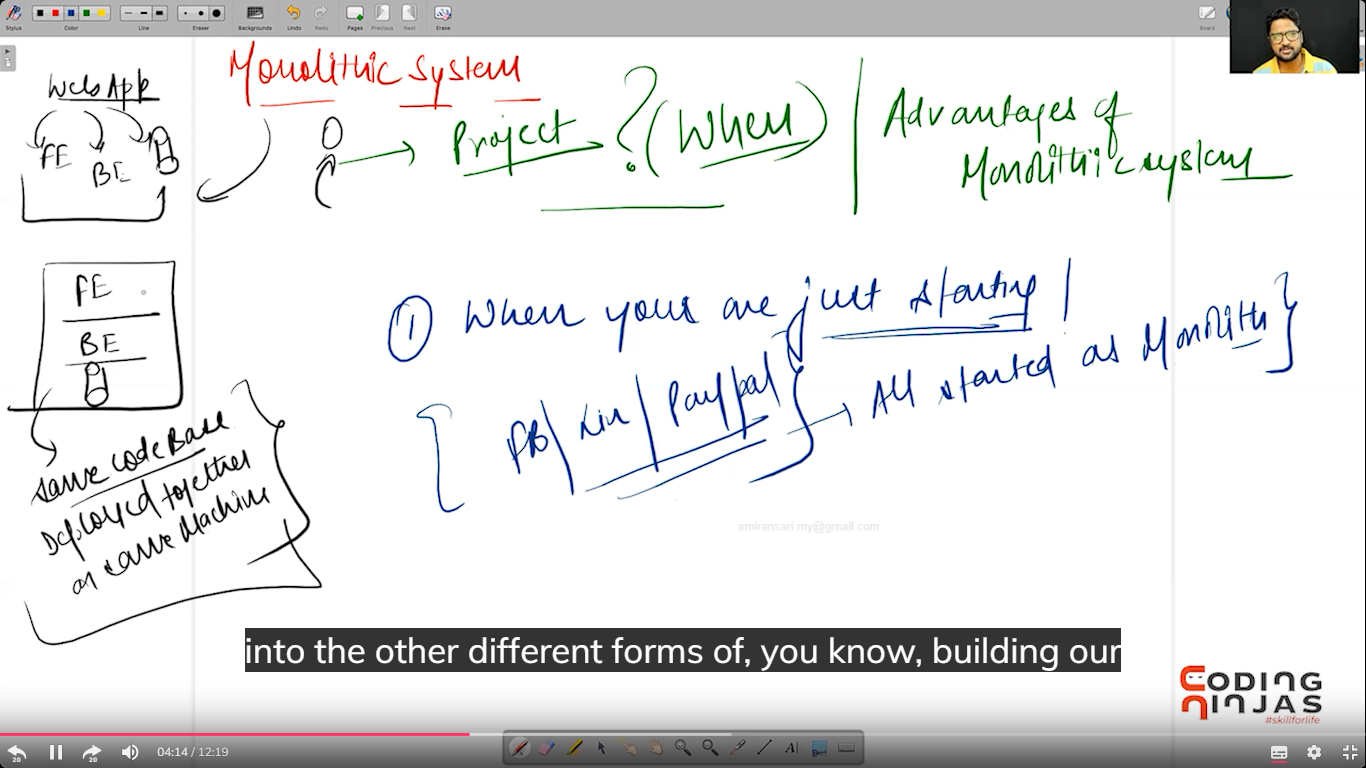 Stylus
Color
Line
Eraser
Backgrounds
Undo
Redo
Pages
Previous
Next
Erase
Board
Monolithic System
Web App
FE
BE
Project ? (When)
Advantages of
Monolithic system
FE
BE
① When yous are just starting
FB / Lin / Paypal → All started as Monolith
Same code Base
Deployed together
on same Machine
amiransari.my@gmail.com
into the other different forms of, you know, building our
CODING
NINJAS
#skillforlife
20
20
04:14 / 12:19
A